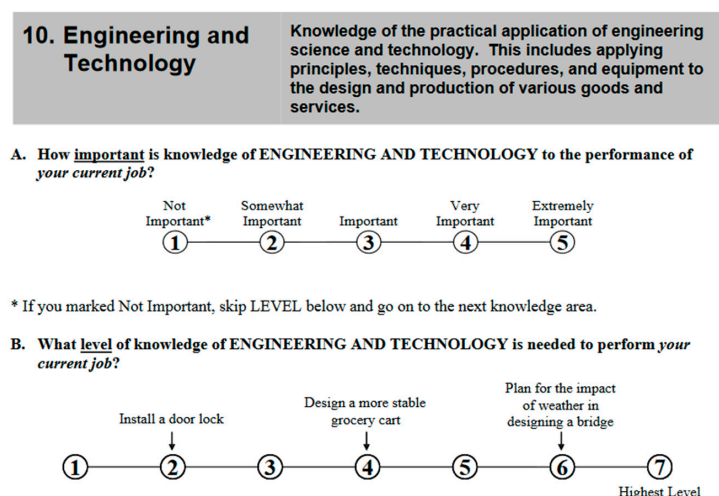 10. Engineering and
Technology
Knowledge of the practical application of engineering
science and technology.  This includes applying
principles, techniques, procedures, and equipment to
the design and production of various goods and
services.
A. How important is knowledge of ENGINEERING AND TECHNOLOGY to the performance of
your current job?
Not Somewhat Very Extremely
Important* Important Important Important Important
1 2 3 4 5
* If you marked Not Important, skip LEVEL below and go on to the next knowledge area.
B. What level of knowledge of ENGINEERING AND TECHNOLOGY is needed to perform your
current job?
Install a door lock
Design a more stable
grocery cart
Plan for the impact
of weather in
designing a bridge
1 2 3 4 5 6 7
Highest Level